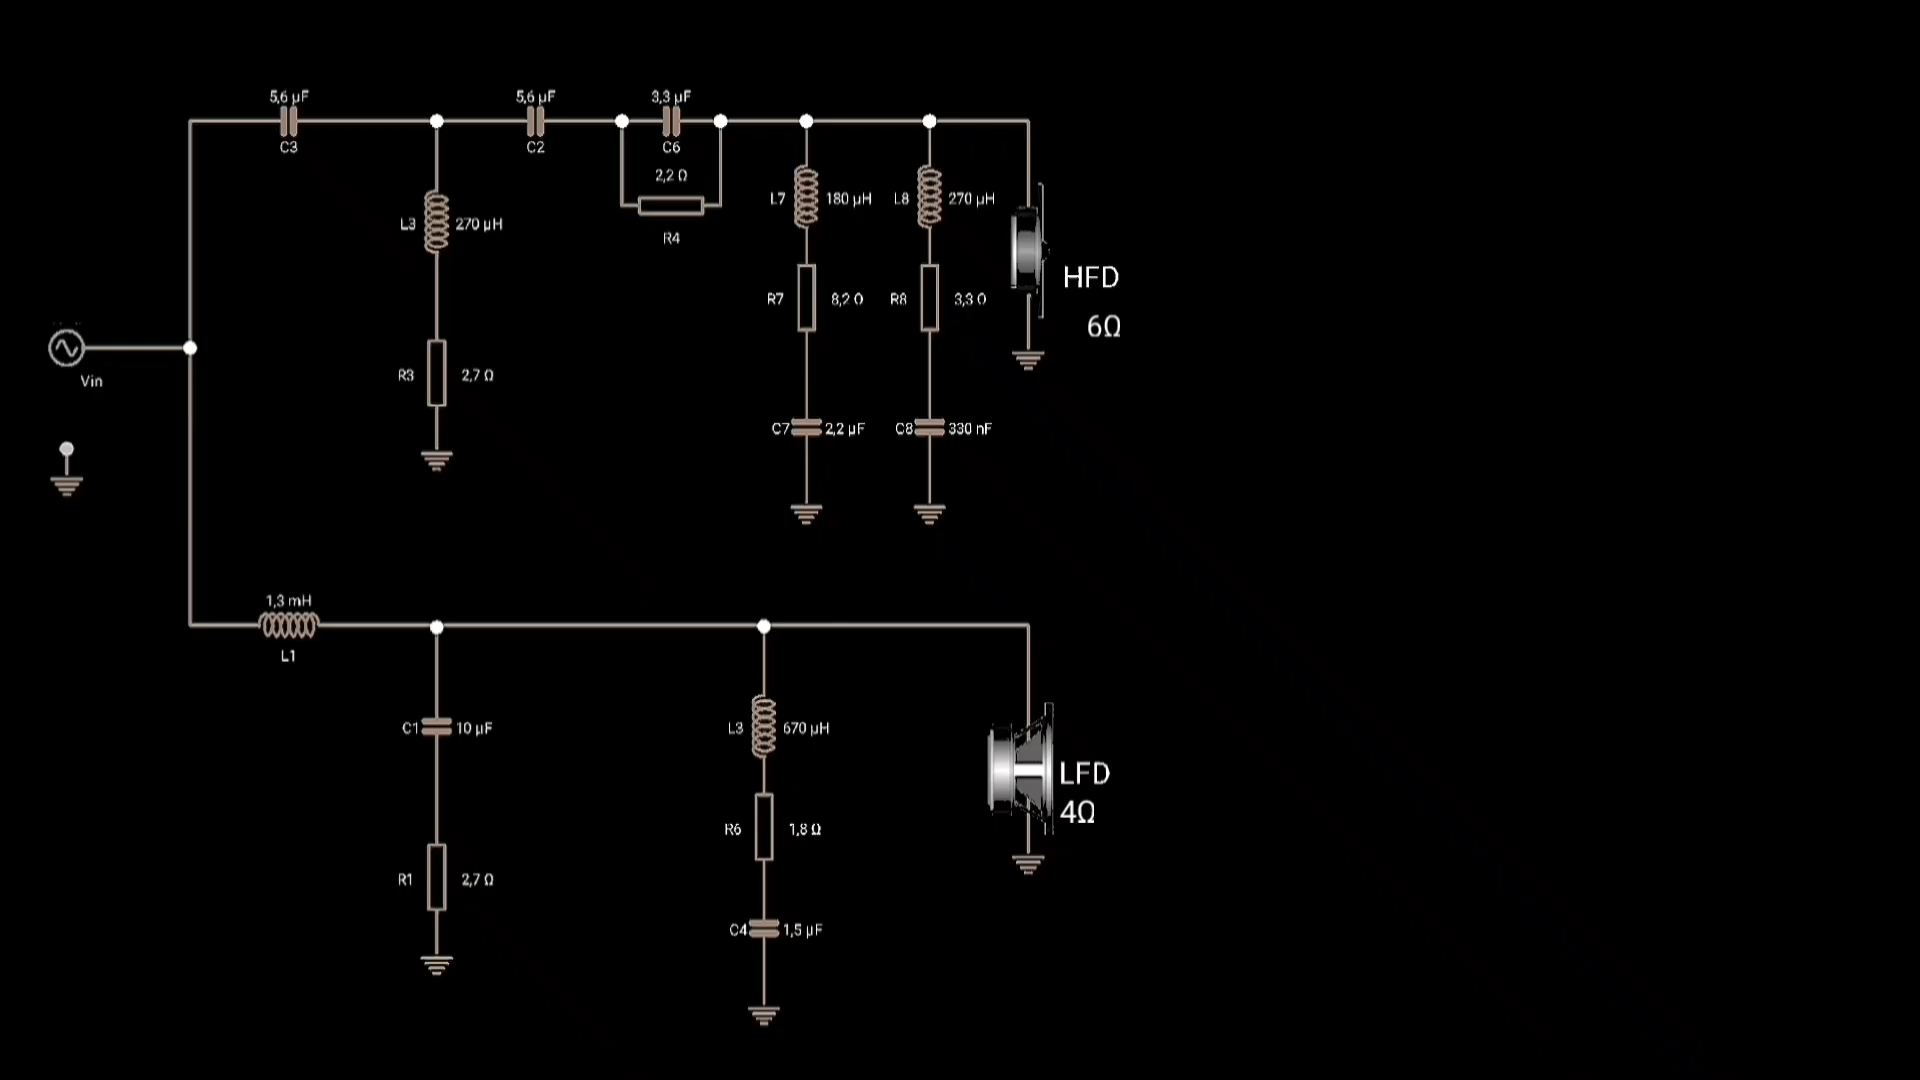 5,6 µF
C3
5,6 µF
C2
3,3 µF
C6
2,2 Ω
R4
L3
270 µH
R3
2,7 Ω
L7
180 µH
R7
8,2 Ω
C7
2,2 µF
L8
270 µH
R8
3,3 Ω
C8
330 nF
HFD
6Ω
Vin
1,3 mH
L1
C1
10 µF
R1
2,7 Ω
L3
670 µH
R6
1,8 Ω
C4
1,5 µF
LFD
4Ω